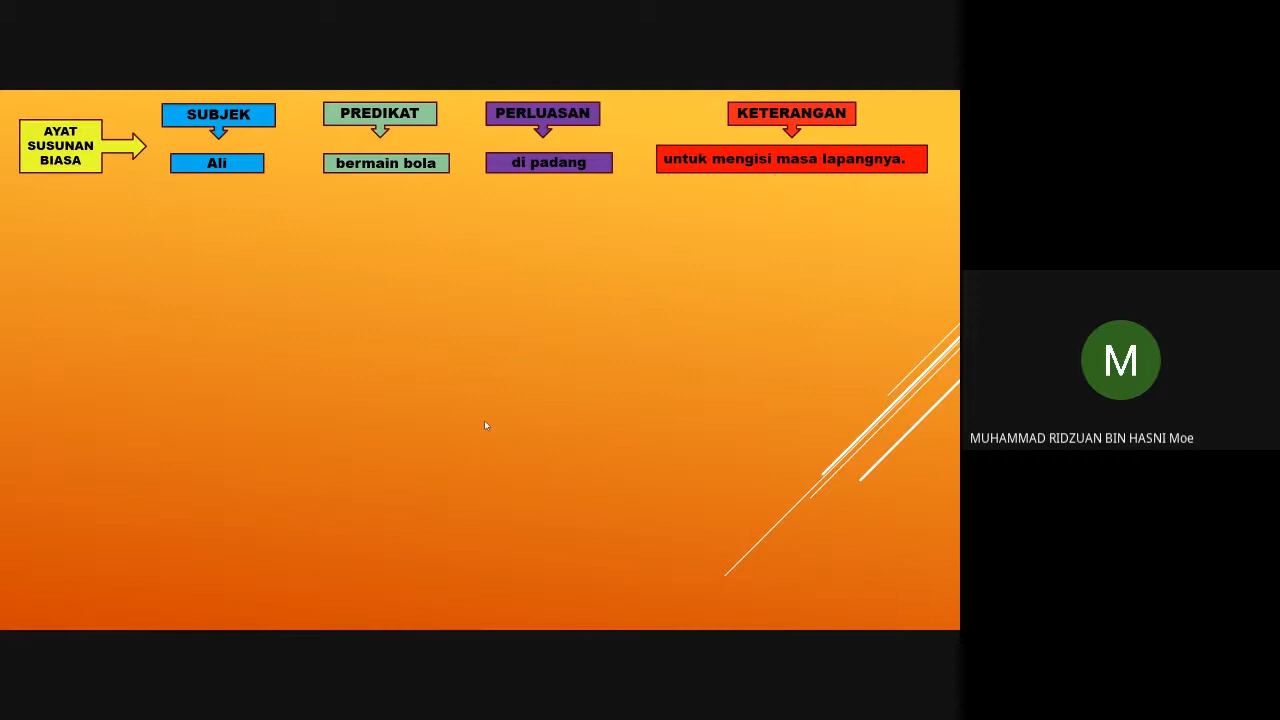 SUBJEK
PREDIKAT
PERLUASAN
KETERANGAN
AYAT
SUSUNAN
BIASA
Ali
bermain bola
di padang
untuk mengisi masa lapangnya.
M
MUHAMMAD RIDZUAN BIN HASNI Moe